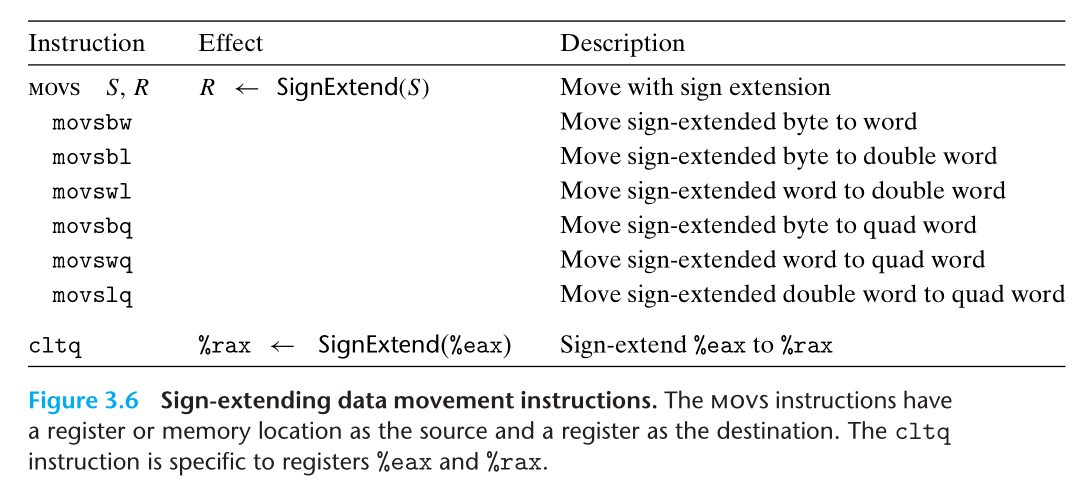 Instruction Effect Description
MOVS S, R R ← SignExtend(S) Move with sign extension
movsbw Move sign-extended byte to word
movsbl Move sign-extended byte to double word
movswl Move sign-extended word to double word
movsbq Move sign-extended byte to quad word
movswq Move sign-extended word to quad word
movslq Move sign-extended double word to quad word
cltq %rax ← SignExtend(%eax) Sign-extend %eax to %rax
Figure 3.6 Sign-extending data movement instructions. The MOVS instructions have
a register or memory location as the source and a register as the destination. The cltq
instruction is specific to registers %eax and %rax.